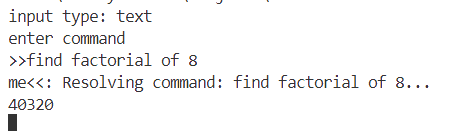 input type: text
enter command
>>find factorial of 8
me<<: Resolving command: find factorial of 8...
40320